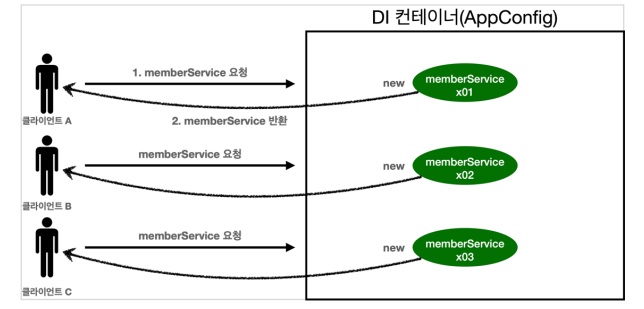 DI 컨테이너(AppConfig)
1. memberService 요청
new
memberService
x01
클라이언트 A
2. memberService 반환
memberService 요청
new
memberService
x02
클라이언트 B
memberService 요청
new
memberService
x03
클라이언트 C